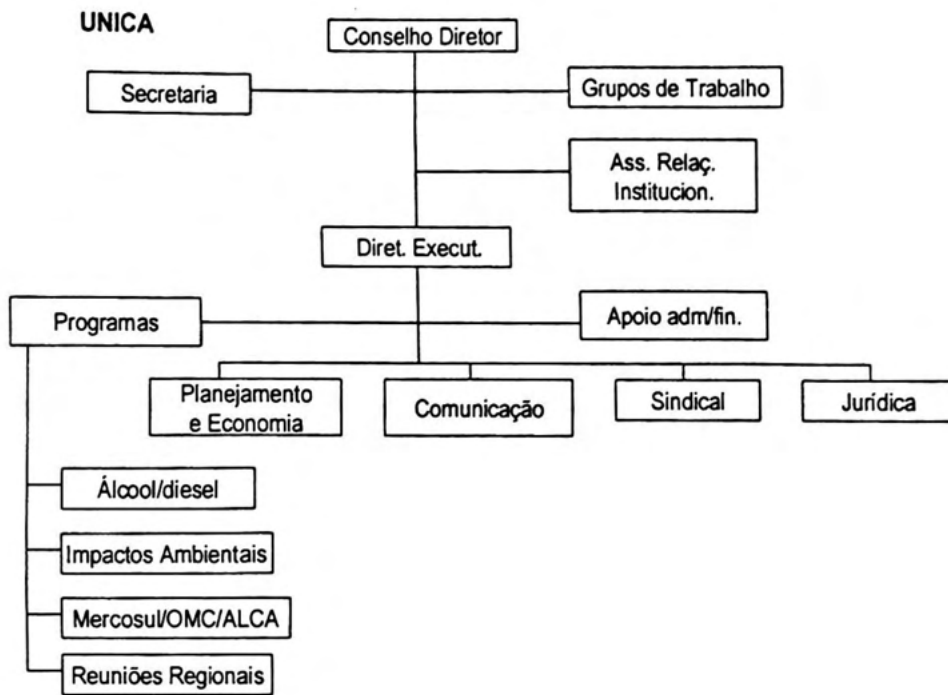 UNICA
Conselho Diretor
Secretaria
Grupos de Trabalho
Ass. Relaç.
Institucion.
Diret. Execut.
Programas
Apoio adm/fin.
Planejamento
e Economia
Comunicação
Sindical
Jurídica
Álcool/diesel
Impactos Ambientais
Mercosul/OMC/ALCA
Reuniões Regionais